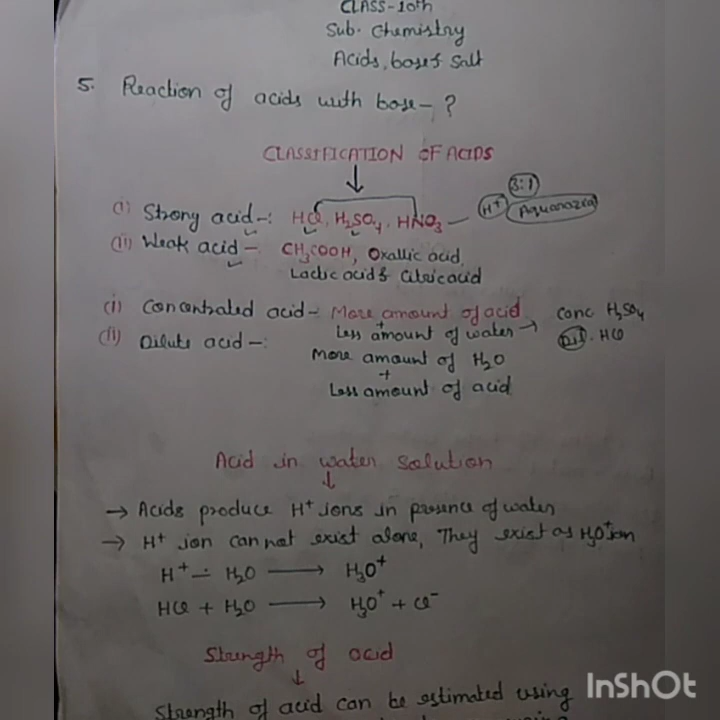 CLASS-10th
Sub. Chemistry
Acids, bases Salt
5. Reaction of acids with base-?
CLASSIFICATION OF ACIDS
(i) Strong acid-: HCl, H2SO4, HNO3 — H+ 3:1
(ii) Weak acid-. CH3COOH, Oxallic acid,
Lactic acid & Citric acid
(i) Concentrated acid- More amount of acid conc H2SO4
+
(ii) Dilute acid-: Less amount of water → Dil. HCl
More amount of H2O
+
Less amount of acid
Acid in water solution
↓
→ Acids produce H+ ions in presence of water
→ H+ ion cannot exist alone, They exist as H3O+ ion
H+ — H2O → H3O+
HCl + H2O → H3O+ + Cl-
Strength of acid
↓
Strength of acid can be estimated using
InShOt